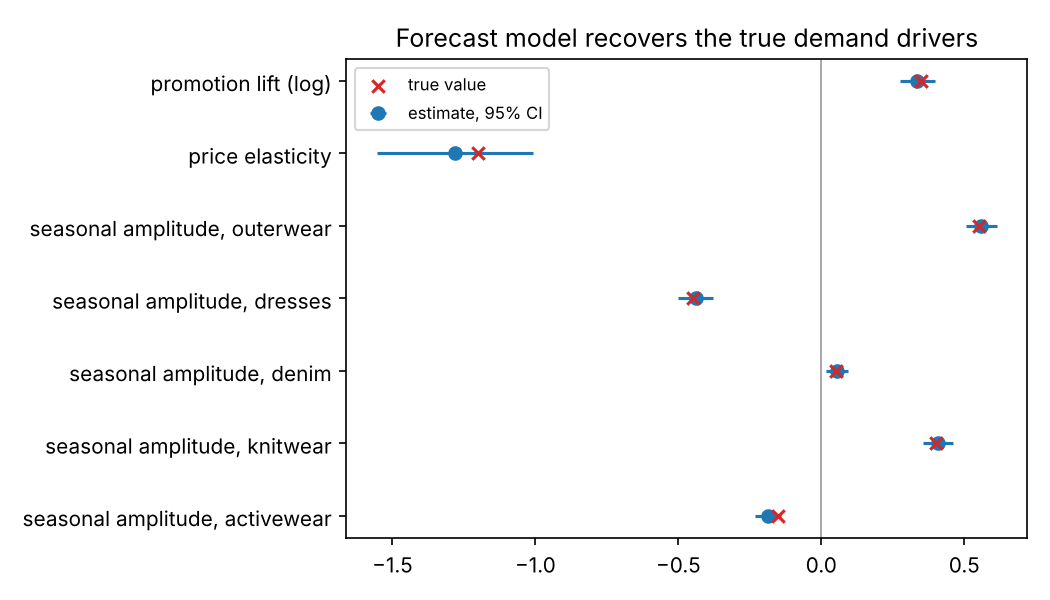 Forecast model recovers the true demand drivers
true value
estimate, 95% CI
promotion lift (log)
price elasticity
seasonal amplitude, outerwear
seasonal amplitude, dresses
seasonal amplitude, denim
seasonal amplitude, knitwear
seasonal amplitude, activewear
−1.5 −1.0 −0.5 0.0 0.5